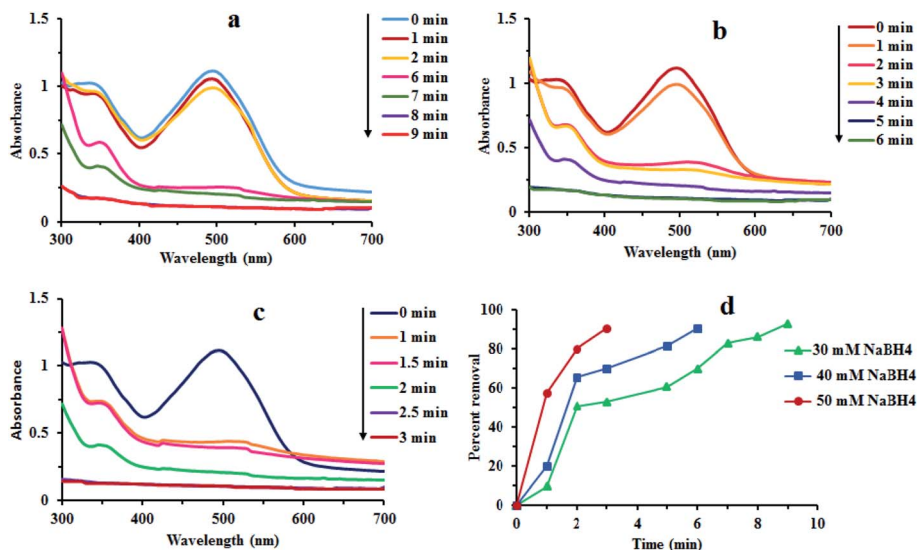 a
1.5
1
0.5
0
Absorbance
300 400 500 600 700
Wavelength (nm)
0 min
1 min
2 min
6 min
7 min
8 min
9 min
b
1.5
1
0.5
0
Absorbance
300 400 500 600 700
Wavelength (nm)
0 min
1 min
2 min
3 min
4 min
5 min
6 min
c
1.5
1
0.5
0
Absorbance
300 400 500 600 700
Wavelength (nm)
0 min
1 min
1.5 min
2 min
2.5 min
3 min
d
100
80
60
40
20
0
Percent removal
0 2 4 6 8 10
Time (min)
30 mM NaBH4
40 mM NaBH4
50 mM NaBH4